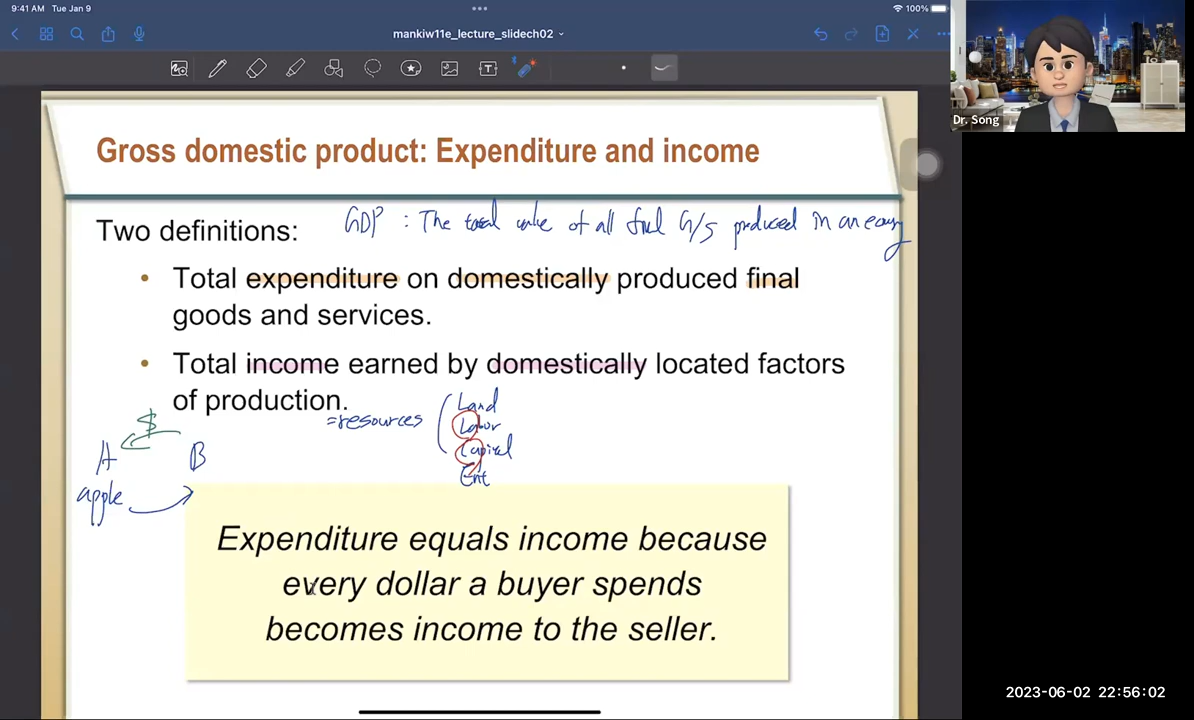 9:41 AM Tue Jan 9
100%
mankiw11e_lecture_slidech02
Dr. Song
Gross domestic product: Expenditure and income
GDP : The total value of all final G/S produced in an economy
Two definitions:
• Total expenditure on domestically produced final
goods and services.
• Total income earned by domestically located factors
of production.
=resources
Land
Labor
Capital
Ent
$
A B
apple
Expenditure equals income because
every dollar a buyer spends
becomes income to the seller.
2023-06-02 22:56:02